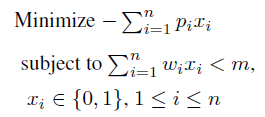 Minimize − ∑ⁿᵢ₌₁ pᵢxᵢ
subject to ∑ⁿᵢ₌₁ wᵢxᵢ < m,
xᵢ ∈ {0, 1}, 1 ≤ i ≤ n